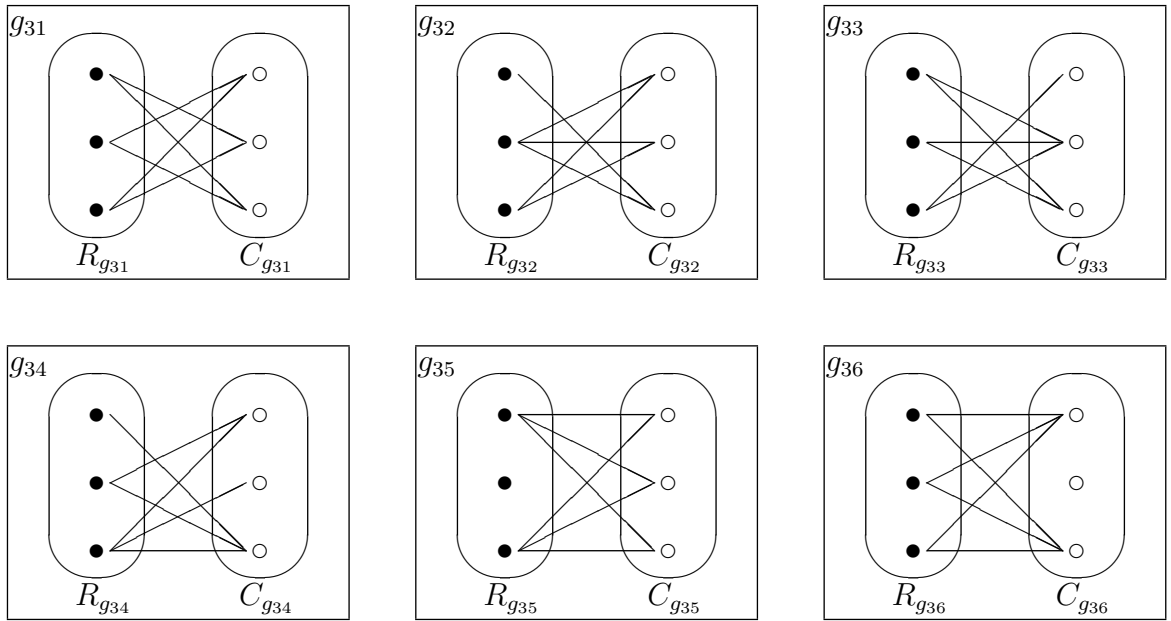 g₃₁
R_{g₃₁} C_{g₃₁}
g₃₂
R_{g₃₂} C_{g₃₂}
g₃₃
R_{g₃₃} C_{g₃₃}
g₃₄
R_{g₃₄} C_{g₃₄}
g₃₅
R_{g₃₅} C_{g₃₅}
g₃₆
R_{g₃₆} C_{g₃₆}